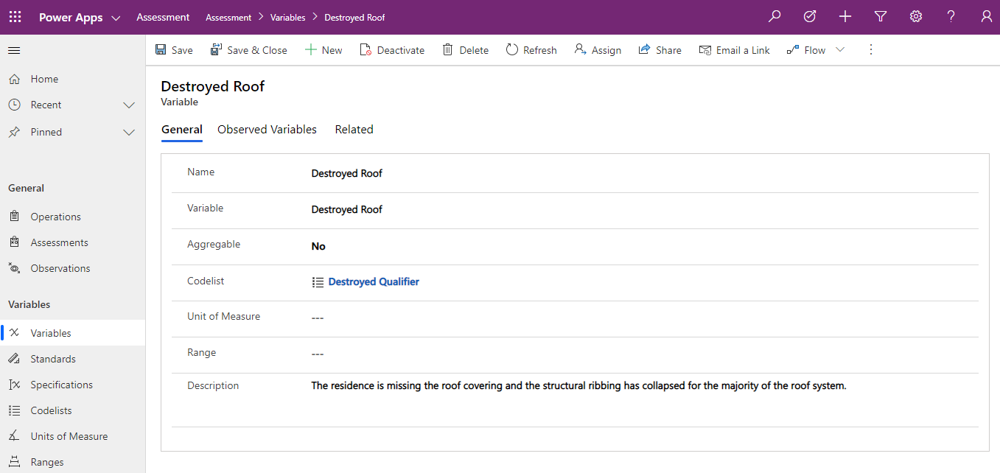 Power Apps Assessment Assessment > Variables > Destroyed Roof
Save Save & Close New Deactivate Delete Refresh Assign Share Email a Link Flow
Home
Recent
Pinned
General
Operations
Assessments
Observations
Variables
Variables
Standards
Specifications
Codelists
Units of Measure
Ranges
Destroyed Roof
Variable
General Observed Variables Related
Name Destroyed Roof
Variable Destroyed Roof
Aggregable No
Codelist Destroyed Qualifier
Unit of Measure ---
Range ---
Description The residence is missing the roof covering and the structural ribbing has collapsed for the majority of the roof system.